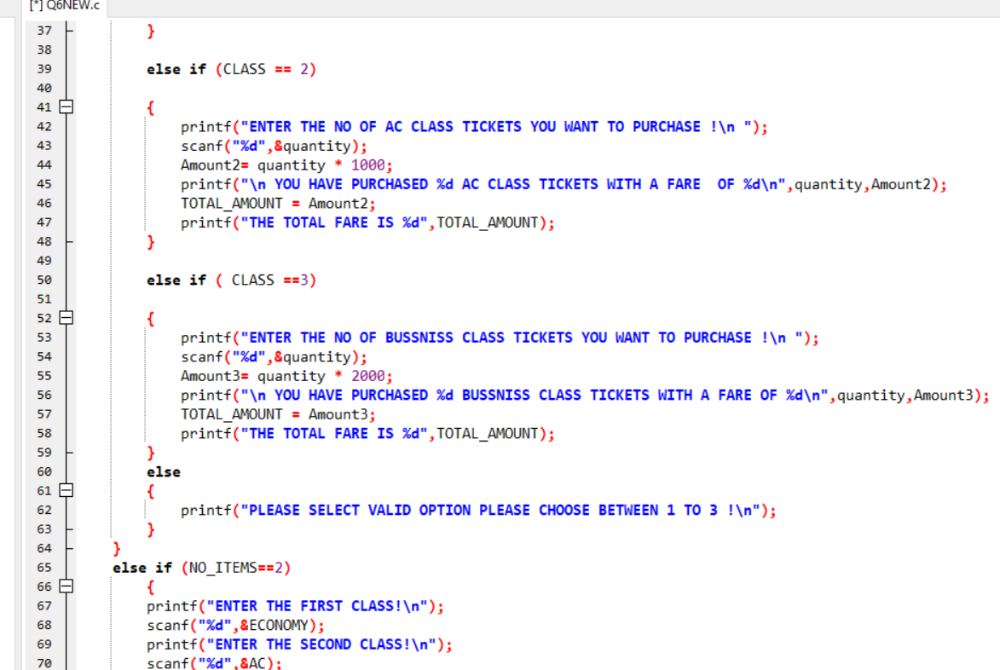 [*] Q6NEW.c
37 }
38
39 else if (CLASS == 2)
40
41 {
42 printf("ENTER THE NO OF AC CLASS TICKETS YOU WANT TO PURCHASE !\n ");
43 scanf("%d",&quantity);
44 Amount2= quantity * 1000;
45 printf("\n YOU HAVE PURCHASED %d AC CLASS TICKETS WITH A FARE  OF %d\n",quantity,Amount2);
46 TOTAL_AMOUNT = Amount2;
47 printf("THE TOTAL FARE IS %d",TOTAL_AMOUNT);
48 }
49
50 else if ( CLASS ==3)
51
52 {
53 printf("ENTER THE NO OF BUSSNISS CLASS TICKETS YOU WANT TO PURCHASE !\n ");
54 scanf("%d",&quantity);
55 Amount3= quantity * 2000;
56 printf("\n YOU HAVE PURCHASED %d BUSSNISS CLASS TICKETS WITH A FARE OF %d\n",quantity,Amount3);
57 TOTAL_AMOUNT = Amount3;
58 printf("THE TOTAL FARE IS %d",TOTAL_AMOUNT);
59 }
60 else
61 {
62 printf("PLEASE SELECT VALID OPTION PLEASE CHOOSE BETWEEN 1 TO 3 !\n");
63 }
64 }
65 else if (NO_ITEMS==2)
66 {
67 printf("ENTER THE FIRST CLASS!\n");
68 scanf("%d",&ECONOMY);
69 printf("ENTER THE SECOND CLASS!\n");
70 scanf("%d",&AC);